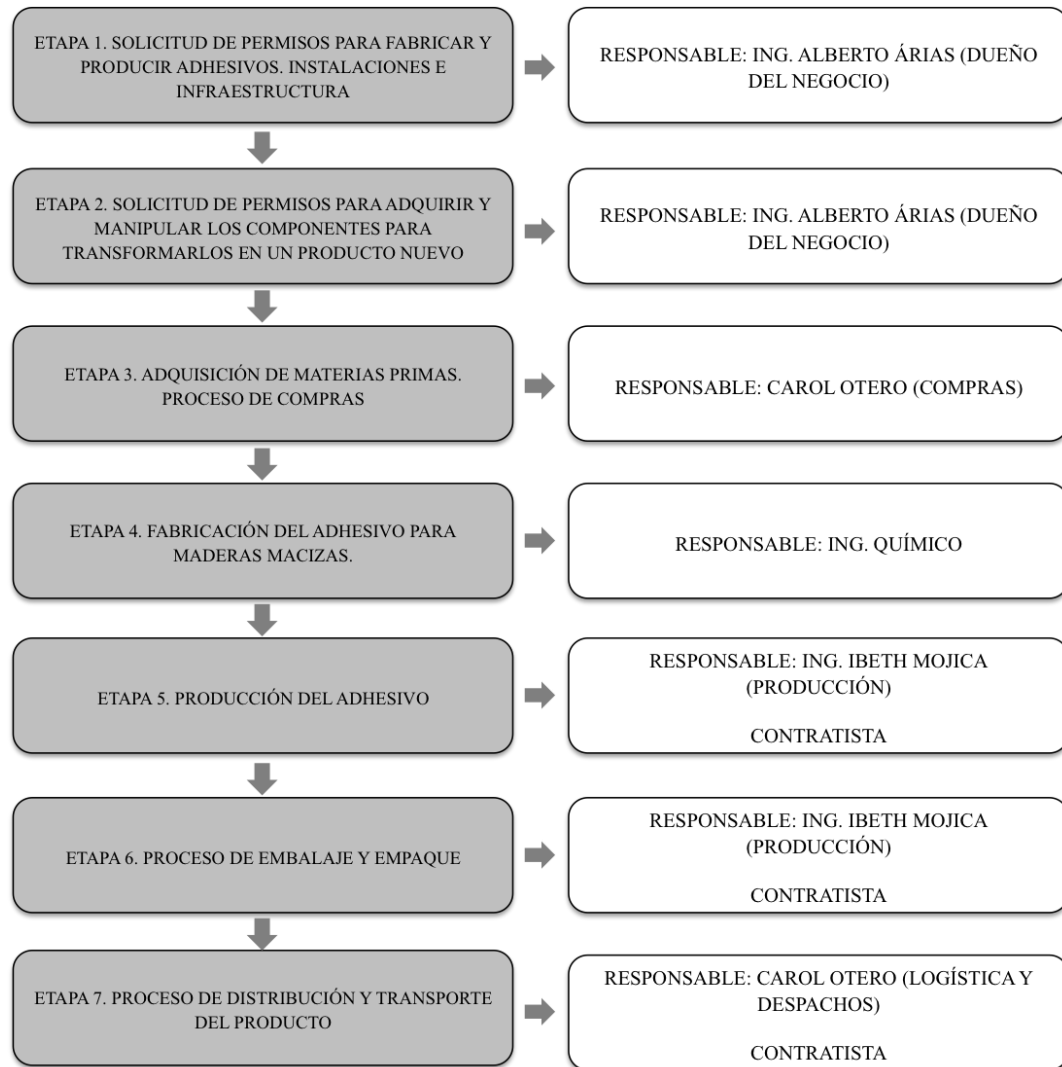 ETAPA 1. SOLICITUD DE PERMISOS PARA FABRICAR Y
PRODUCIR ADHESIVOS. INSTALACIONES E
INFRAESTRUCTURA
RESPONSABLE: ING. ALBERTO ÁRIAS (DUEÑO
DEL NEGOCIO)
ETAPA 2. SOLICITUD DE PERMISOS PARA ADQUIRIR Y
MANIPULAR LOS COMPONENTES PARA
TRANSFORMARLOS EN UN PRODUCTO NUEVO
RESPONSABLE: ING. ALBERTO ÁRIAS (DUEÑO
DEL NEGOCIO)
ETAPA 3. ADQUISICIÓN DE MATERIAS PRIMAS.
PROCESO DE COMPRAS
RESPONSABLE: CAROL OTERO (COMPRAS)
ETAPA 4. FABRICACIÓN DEL ADHESIVO PARA
MADERAS MACIZAS.
RESPONSABLE: ING. QUÍMICO
ETAPA 5. PRODUCCIÓN DEL ADHESIVO
RESPONSABLE: ING. IBETH MOJICA
(PRODUCCIÓN)
CONTRATISTA
ETAPA 6. PROCESO DE EMBALAJE Y EMPAQUE
RESPONSABLE: ING. IBETH MOJICA
(PRODUCCIÓN)
CONTRATISTA
ETAPA 7. PROCESO DE DISTRIBUCIÓN Y TRANSPORTE
DEL PRODUCTO
RESPONSABLE: CAROL OTERO (LOGÍSTICA Y
DESPACHOS)
CONTRATISTA